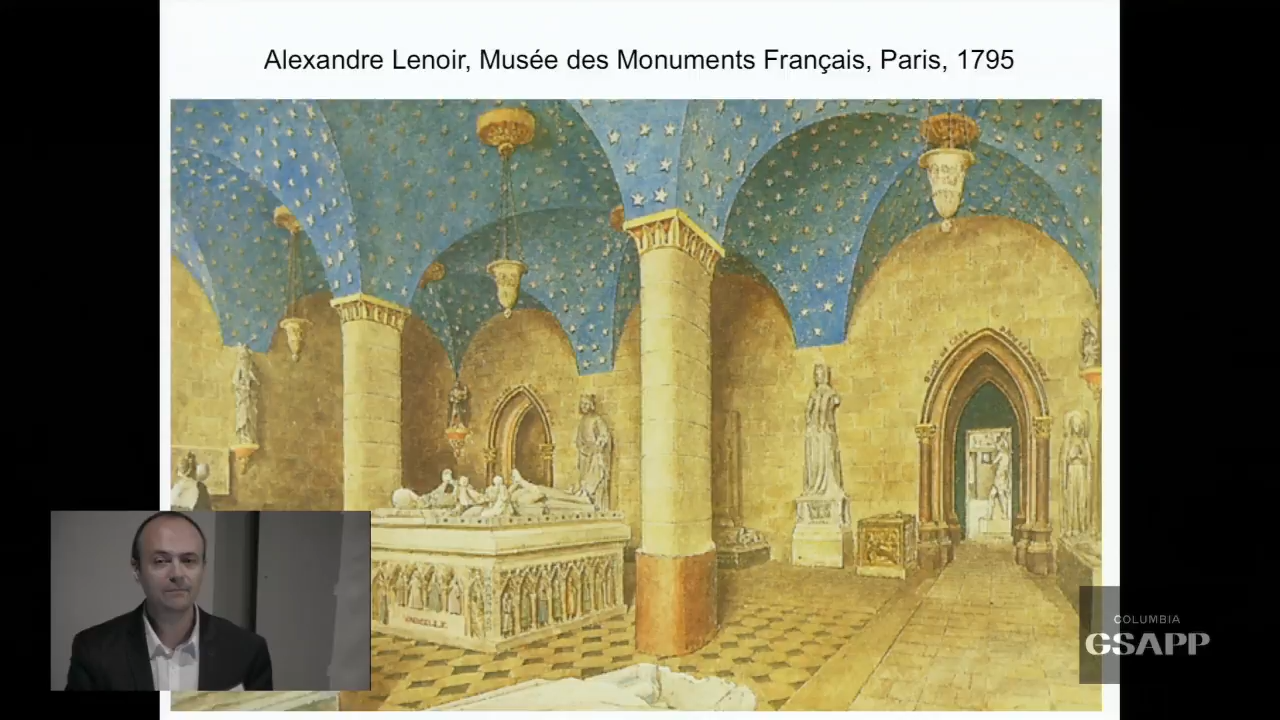 Alexandre Lenoir, Musée des Monuments Français, Paris, 1795
COLUMBIA
GSAPP